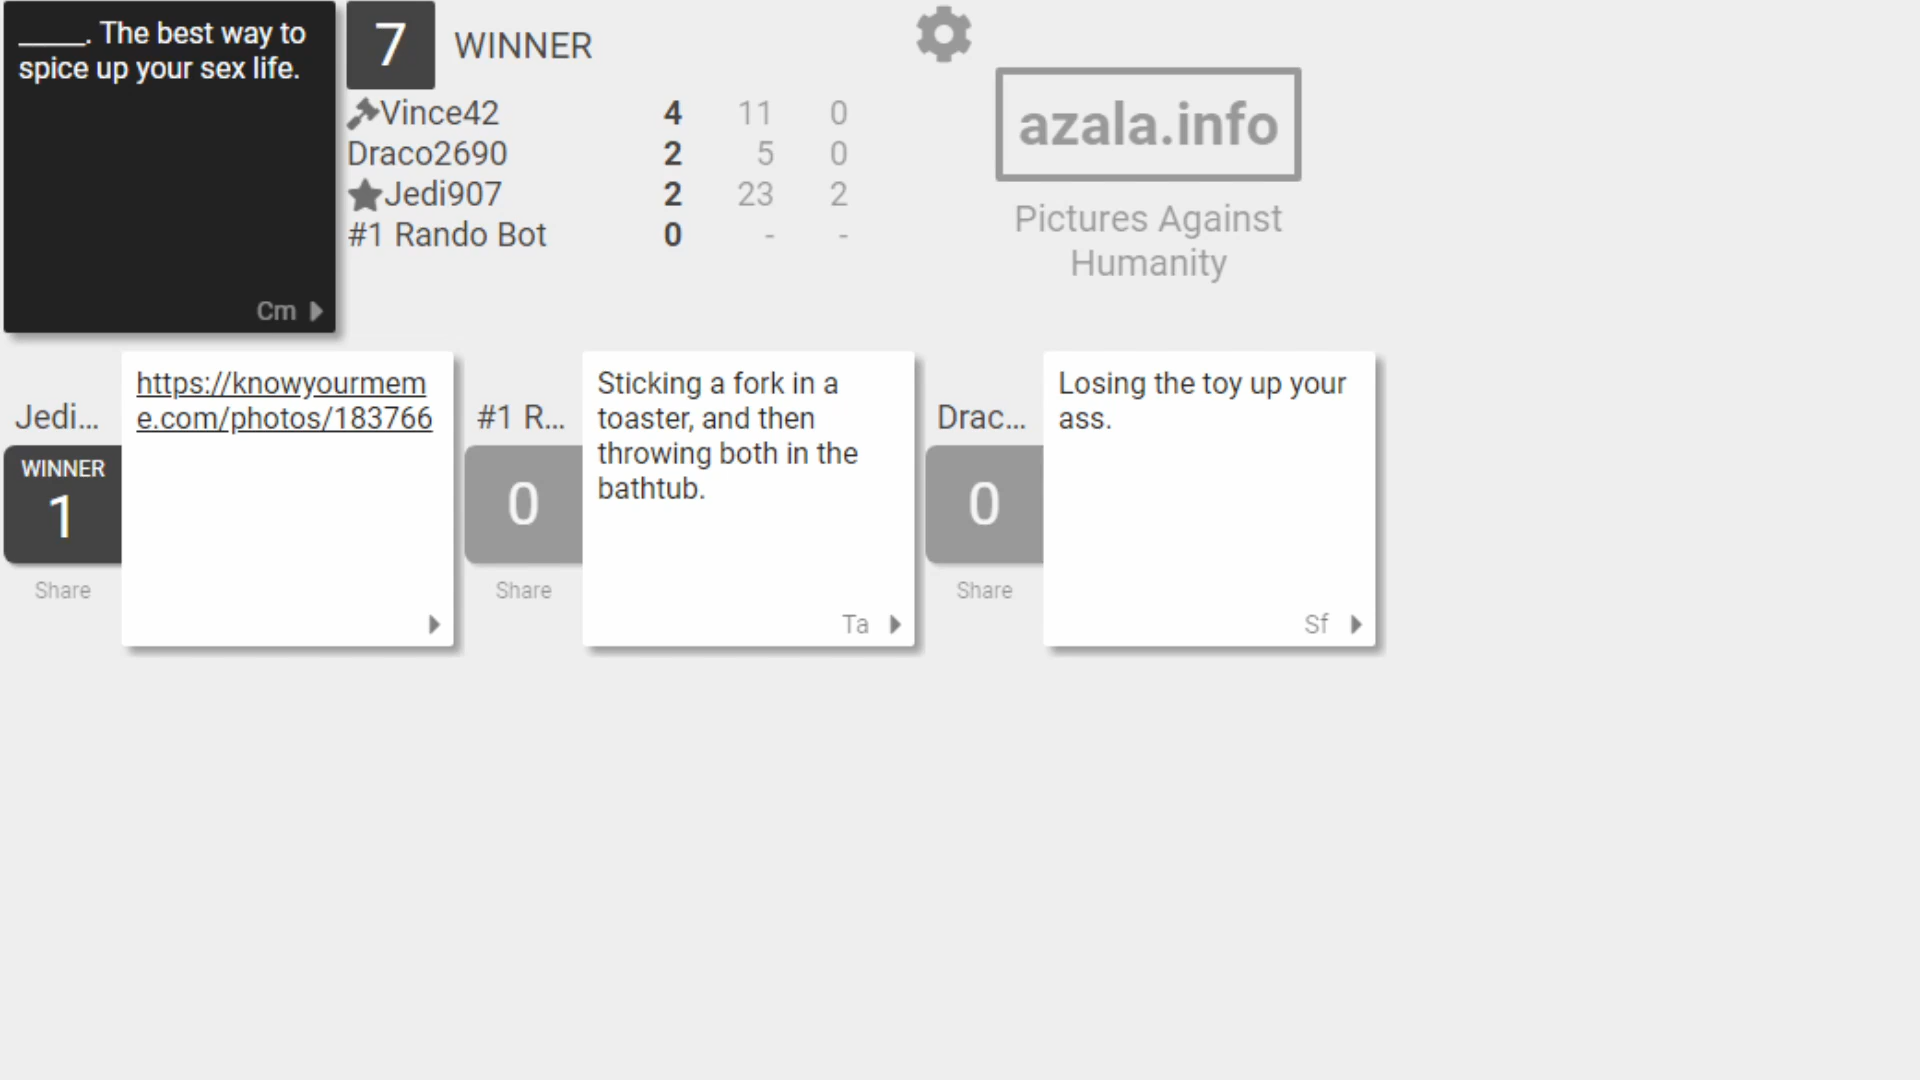 _____. The best way to
spice up your sex life.
Cm
7 WINNER
Vince42 4 11 0
Draco2690 2 5 0
Jedi907 2 23 2
#1 Rando Bot 0 - -
azala.info
Pictures Against
Humanity
Jedi...
WINNER
1
Share
https://knowyourmem
e.com/photos/183766
#1 R...
0
Share
Sticking a fork in a
toaster, and then
throwing both in the
bathtub.
Ta
Drac...
0
Share
Losing the toy up your
ass.
Sf